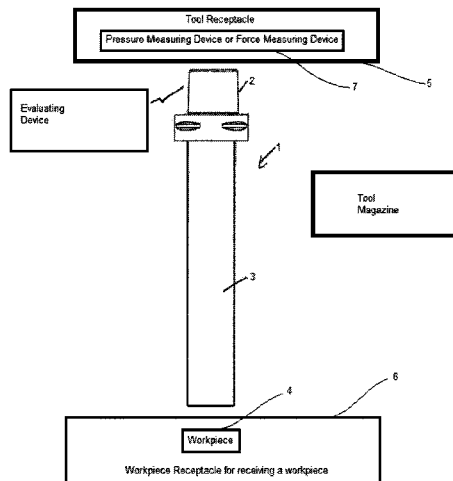 Tool Receptacle
Pressure Measuring Device or Force Measuring Device
7
5
2
Evaluating
Device
1
Tool
Magazine
3
4
6
Workpiece
Workpiece Receptacle for receiving a workpiece